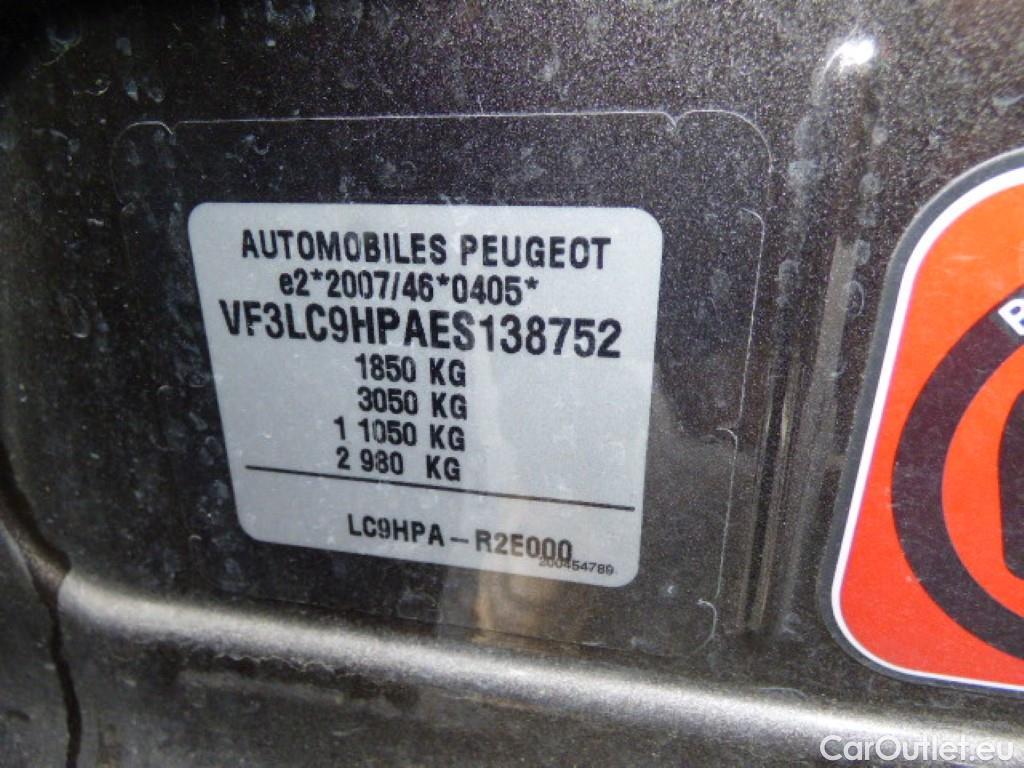 AUTOMOBILES PEUGEOT
e2*2007/46*0405*
VF3LC9HPAES138752
1850 KG
3050 KG
1 1050 KG
2 980 KG
LC9HPA - R2E000
200454789
B
CarOutlet.eu